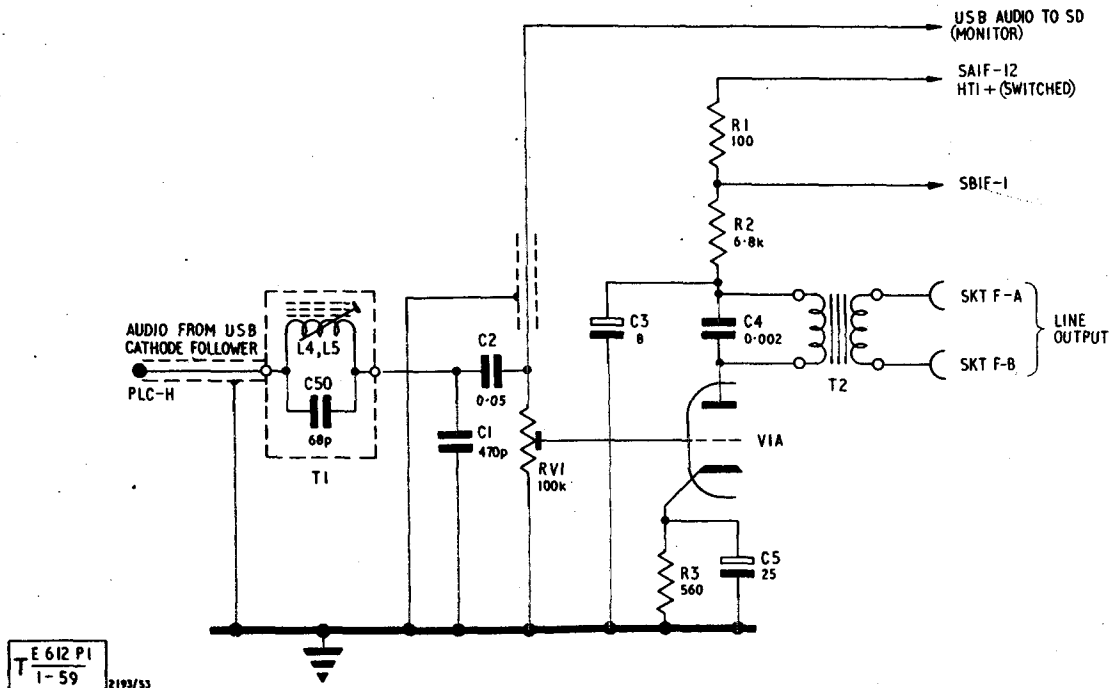 USB AUDIO TO SD
(MONITOR)
SAIF-12
HTI+(SWITCHED)
R1
100
SBIF-1
R2
6·8k
AUDIO FROM USB
CATHODE FOLLOWER
L4, L5
PLC-H
C50
68p
T1
C2
0·05
C1
470p
RV1
100k
C3
8
C4
0·002
T2
SKT F-A
SKT F-B
LINE
OUTPUT
V1A
R3
560
C5
25
T E 612 P1
1-59
2193/53